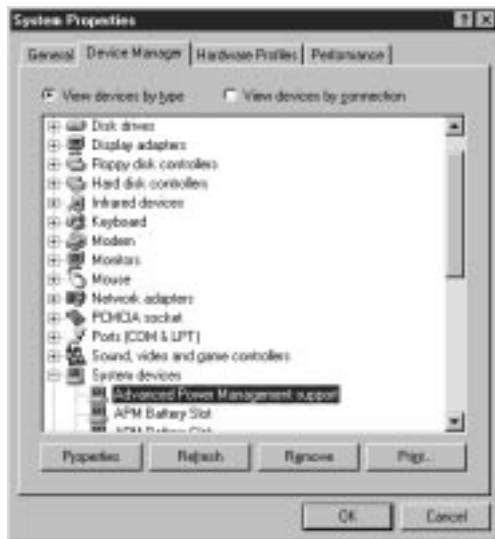 System Properties
General Device Manager Hardware Profiles Performance
View devices by type View devices by connection
Disk drives
Display adapters
Floppy disk controllers
Hard disk controllers
Infrared devices
Keyboard
Modem
Monitors
Mouse
Network adapters
PCMCIA socket
Ports (COM & LPT)
Sound, video and game controllers
System devices
Advanced Power Management support
APM Battery Slot
APM Battery Slot
Properties Refresh Remove Print...
OK Cancel